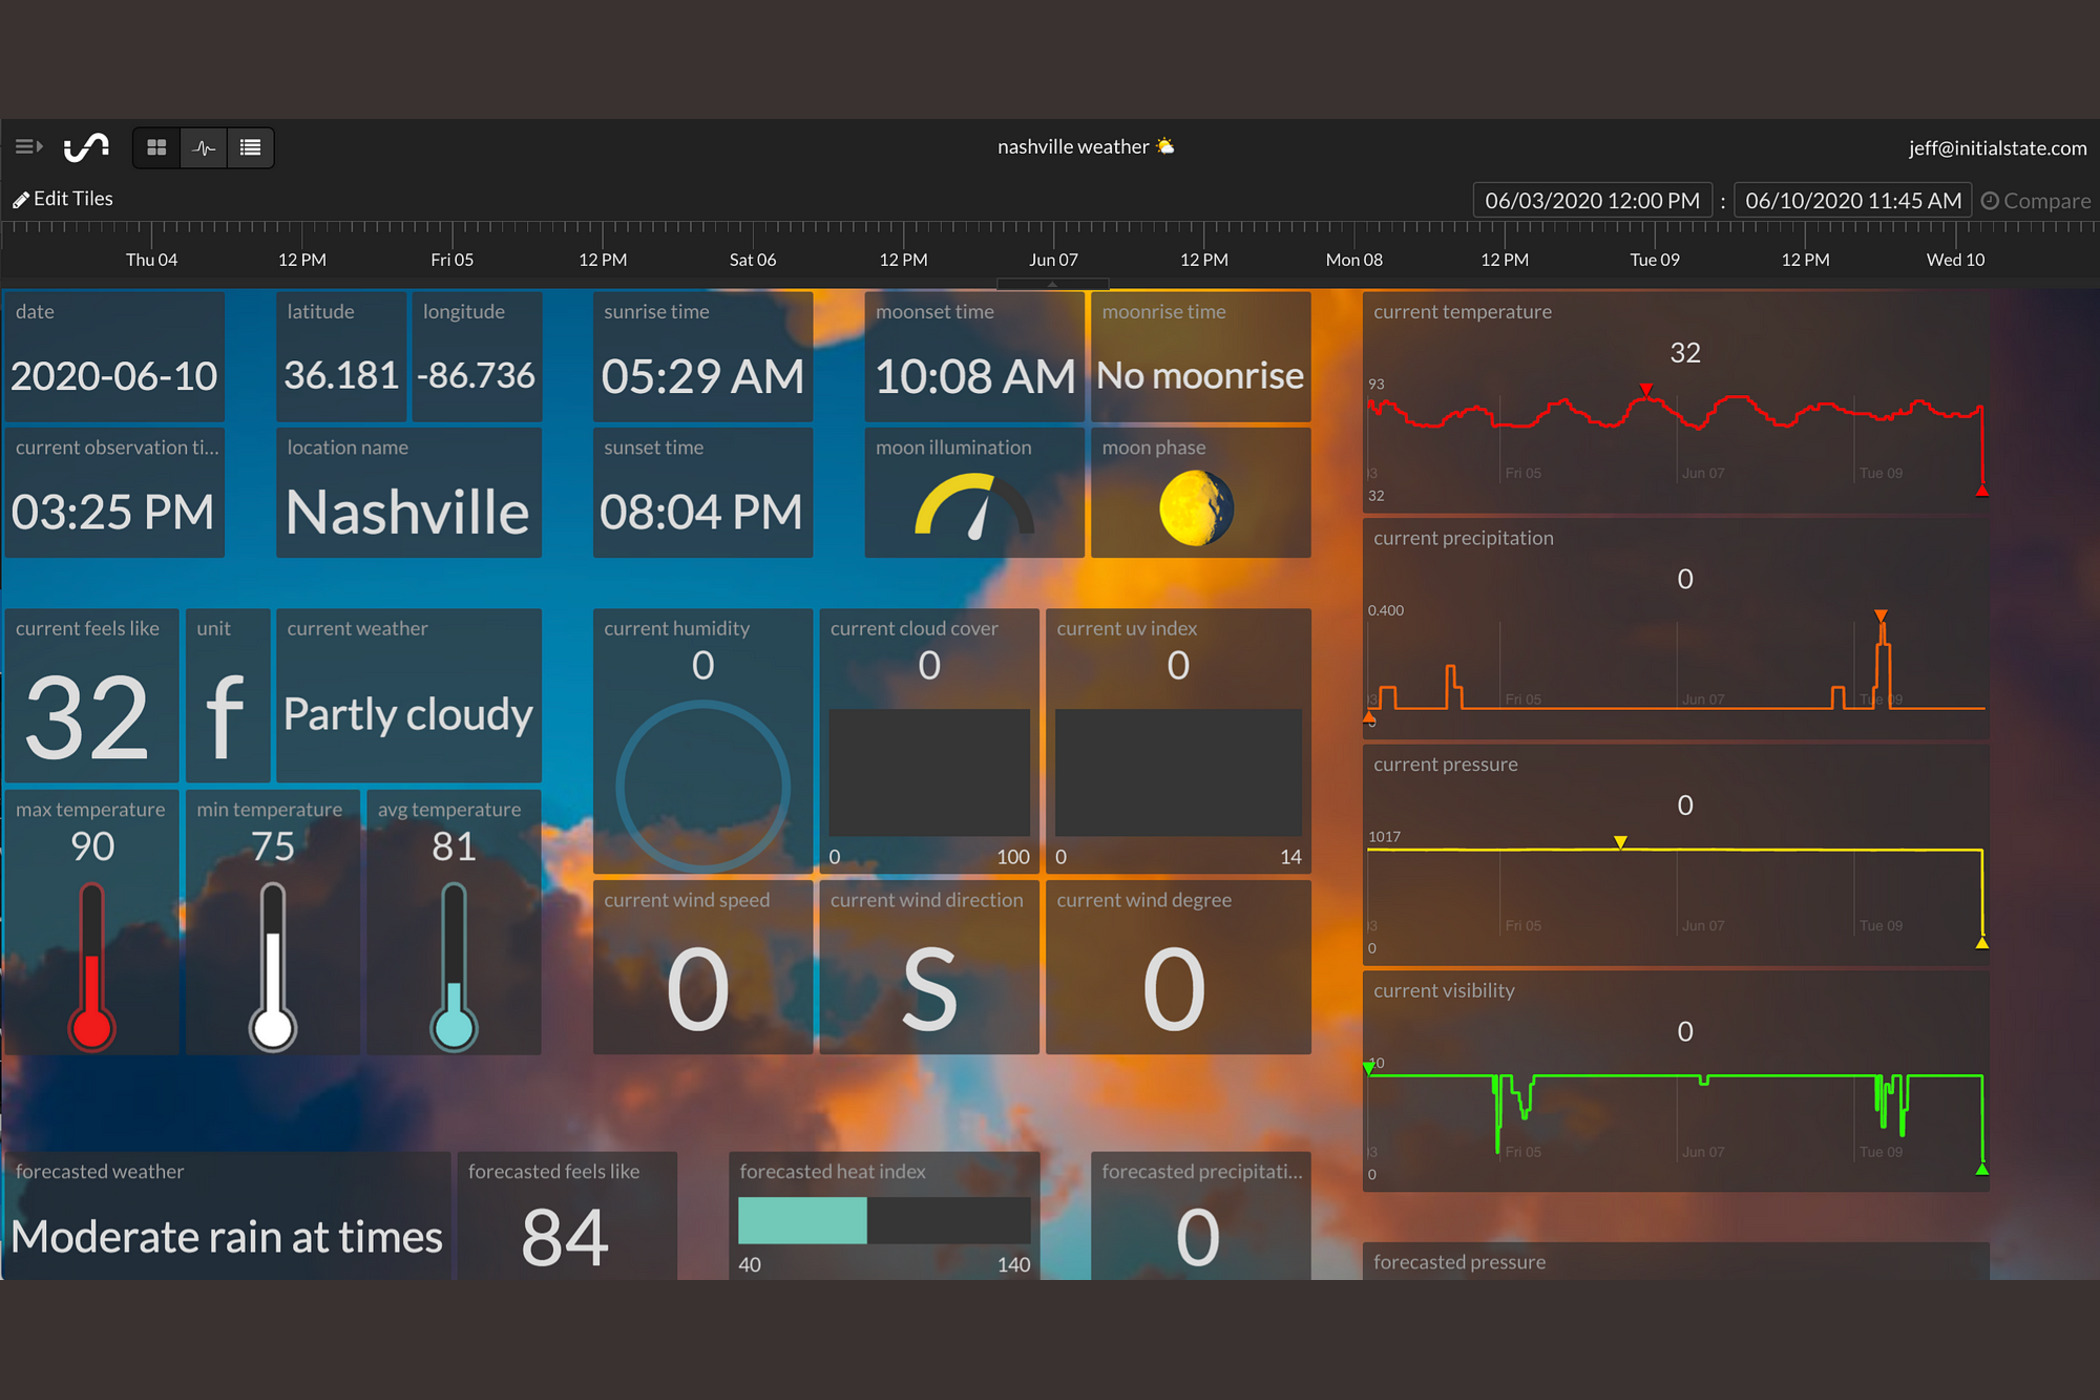 nashville weather
jeff@initialstate.com
Edit Tiles
06/03/2020 12:00 PM : 06/10/2020 11:45 AM Compare
Thu 04 12 PM Fri 05 12 PM Sat 06 12 PM Jun 07 12 PM Mon 08 12 PM Tue 09 12 PM Wed 10
date
2020-06-10
latitude
36.181
longitude
-86.736
sunrise time
05:29 AM
moonset time
10:08 AM
moonrise time
No moonrise
current observation ti...
03:25 PM
location name
Nashville
sunset time
08:04 PM
moon illumination
moon phase
current feels like
32
unit
f
current weather
Partly cloudy
current humidity
0
current cloud cover
0
0 100
current uv index
0
0 14
max temperature
90
min temperature
75
avg temperature
81
current wind speed
0
current wind direction
S
current wind degree
0
forecasted weather
Moderate rain at times
forecasted feels like
84
forecasted heat index
40 140
forecasted precipitati...
0
current temperature
32
93
3 Fri 05 Jun 07 Tue 09
32
current precipitation
0
0.400
3 Fri 05 Jun 07 Tue 09
0
current pressure
0
1017
3 Fri 05 Jun 07 Tue 09
0
current visibility
0
10
3 Fri 05 Jun 07 Tue 09
0
forecasted pressure